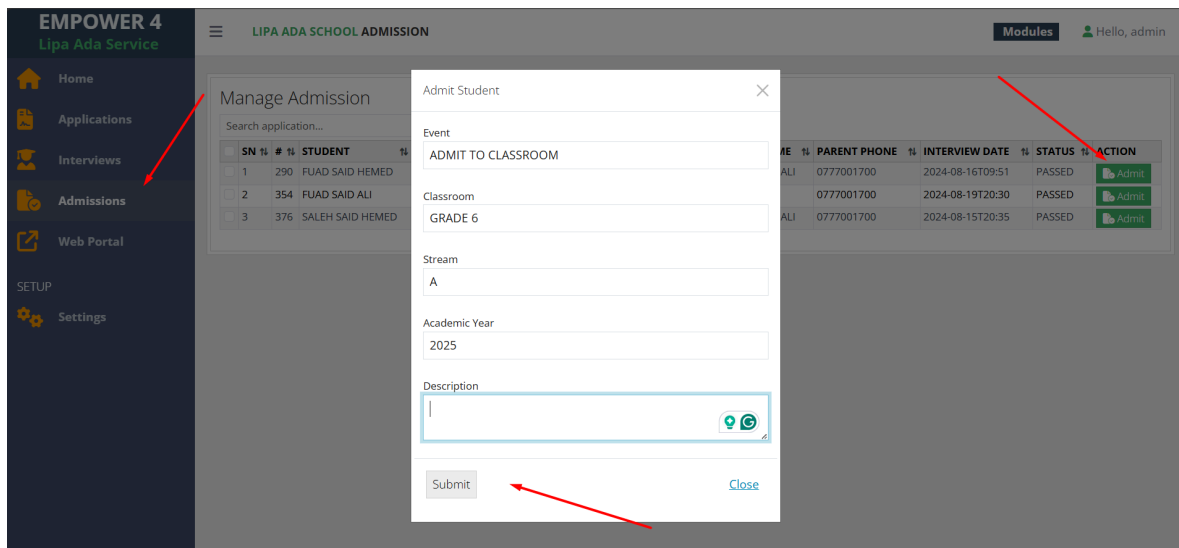 EMPOWER 4
Lipa Ada Service
LIPA ADA SCHOOL ADMISSION
Modules
Hello, admin
Home
Applications
Interviews
Admissions
Web Portal
SETUP
Settings
Manage Admission
Search application...
SN # STUDENT ME PARENT PHONE INTERVIEW DATE STATUS ACTION
1 290 FUAD SAID HEMED ALI 0777001700 2024-08-16T09:51 PASSED Admit
2 354 FUAD SAID ALI 0777001700 2024-08-19T20:30 PASSED Admit
3 376 SALEH SAID HEMED ALI 0777001700 2024-08-15T20:35 PASSED Admit
Admit Student
Event
ADMIT TO CLASSROOM
Classroom
GRADE 6
Stream
A
Academic Year
2025
Description
Submit
Close